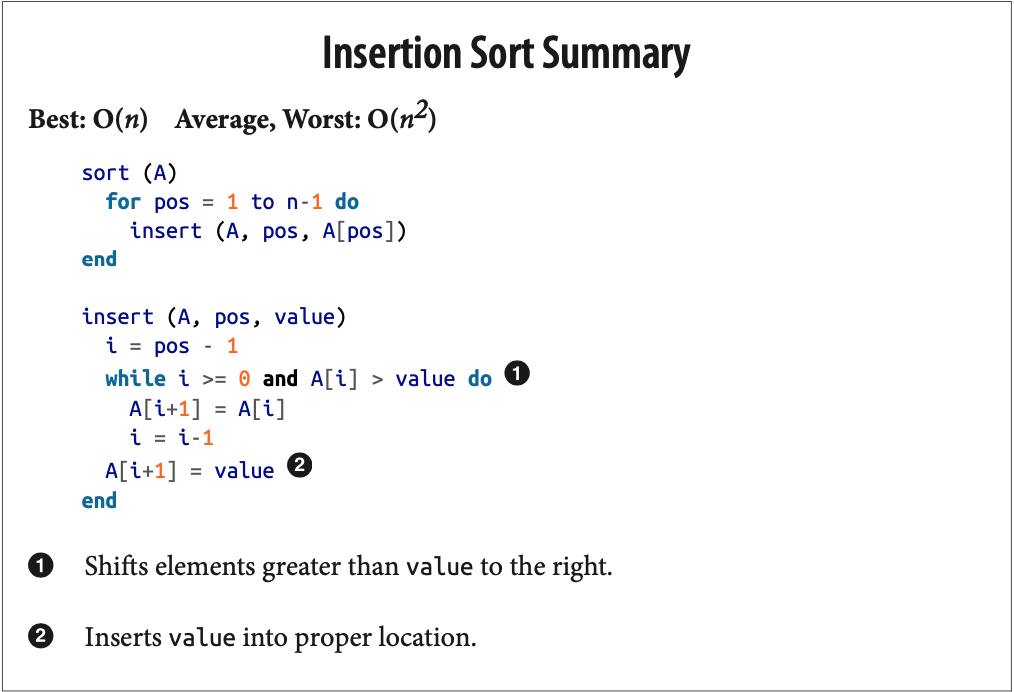 Insertion Sort Summary
Best: O(n)   Average, Worst: O(n²)
sort (A)
  for pos = 1 to n-1 do
    insert (A, pos, A[pos])
end
insert (A, pos, value)
  i = pos - 1
  while i >= 0 and A[i] > value do ❶
    A[i+1] = A[i]
    i = i-1
  A[i+1] = value ❷
end
❶ Shifts elements greater than value to the right.
❷ Inserts value into proper location.